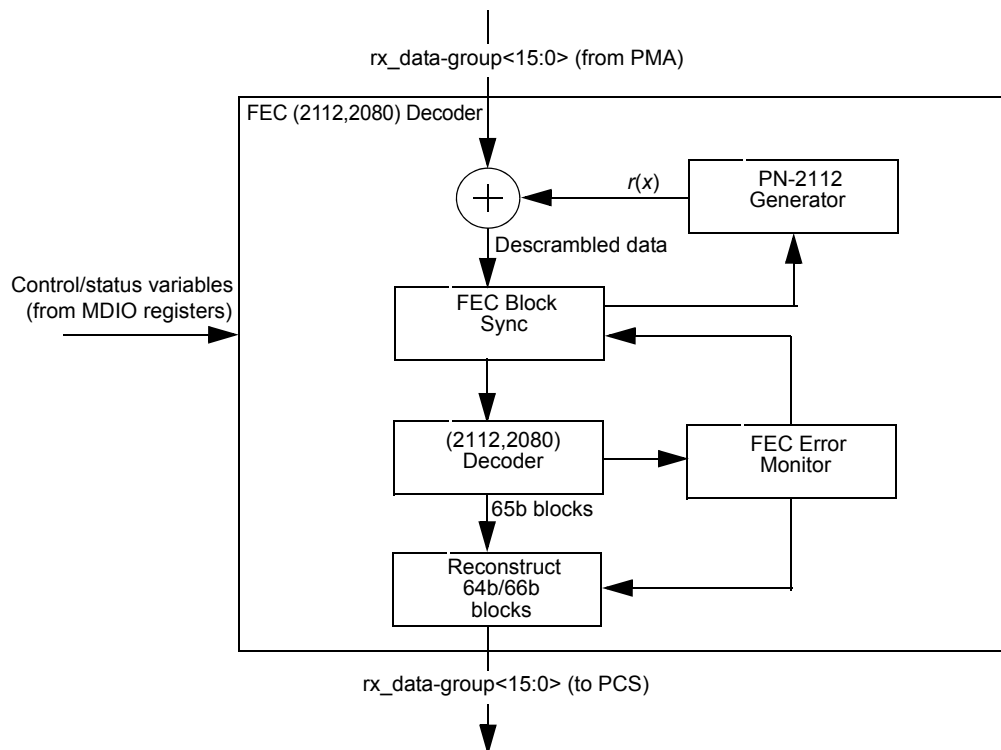 rx_data-group<15:0> (from PMA)
FEC (2112,2080) Decoder
r(x)
PN-2112
Generator
Descrambled data
Control/status variables
(from MDIO registers)
FEC Block
Sync
(2112,2080)
Decoder
FEC Error
Monitor
65b blocks
Reconstruct
64b/66b
blocks
rx_data-group<15:0> (to PCS)